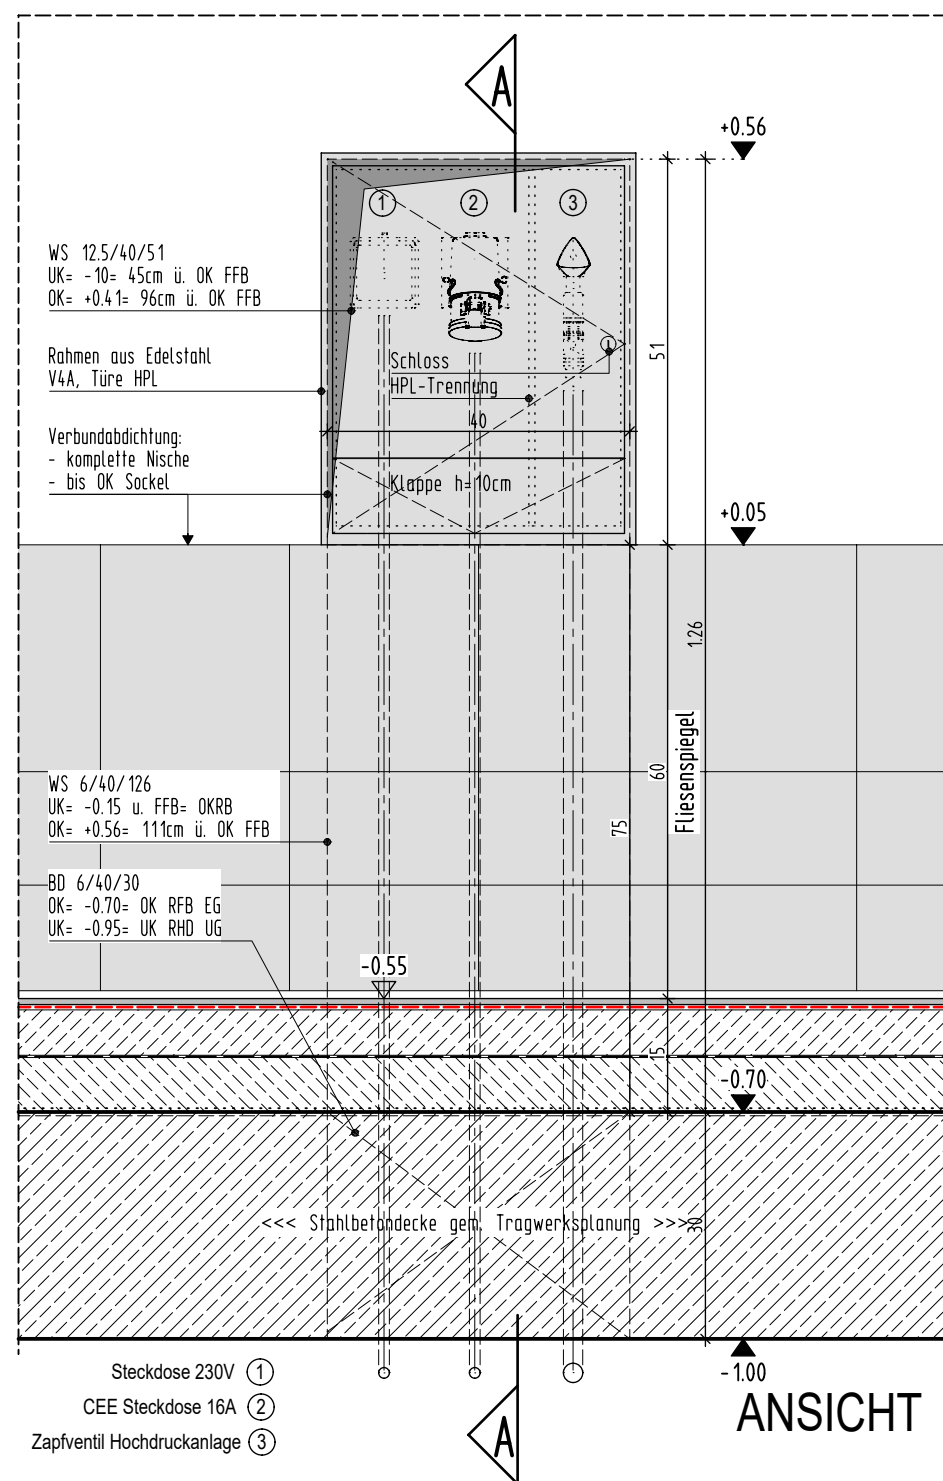 A
+0.56
1
2
3
WS 12.5/40/51
UK= -10= 45cm ü. OK FFB
OK= +0.41= 96cm ü. OK FFB
Rahmen aus Edelstahl
V4A, Türe HPL
Schloss
HPL-Trennung
51
40
Verbundabdichtung:
- komplette Nische
- bis OK Sockel
Klappe h=10cm
+0.05
1.26
Fliesenspiegel
60
75
WS 6/40/126
UK= -0.15 u. FFB= OKRB
OK= +0.56= 111cm ü. OK FFB
BD 6/40/30
OK= -0.70= OK RFB EG
UK= -0.95= UK RHD UG
-0.55
15
-0.70
<<< Stahlbetondecke gem. Tragwerksplanung >>>
30
-1.00
Steckdose 230V 1
CEE Steckdose 16A 2
Zapfventil Hochdruckanlage 3
A
ANSICHT